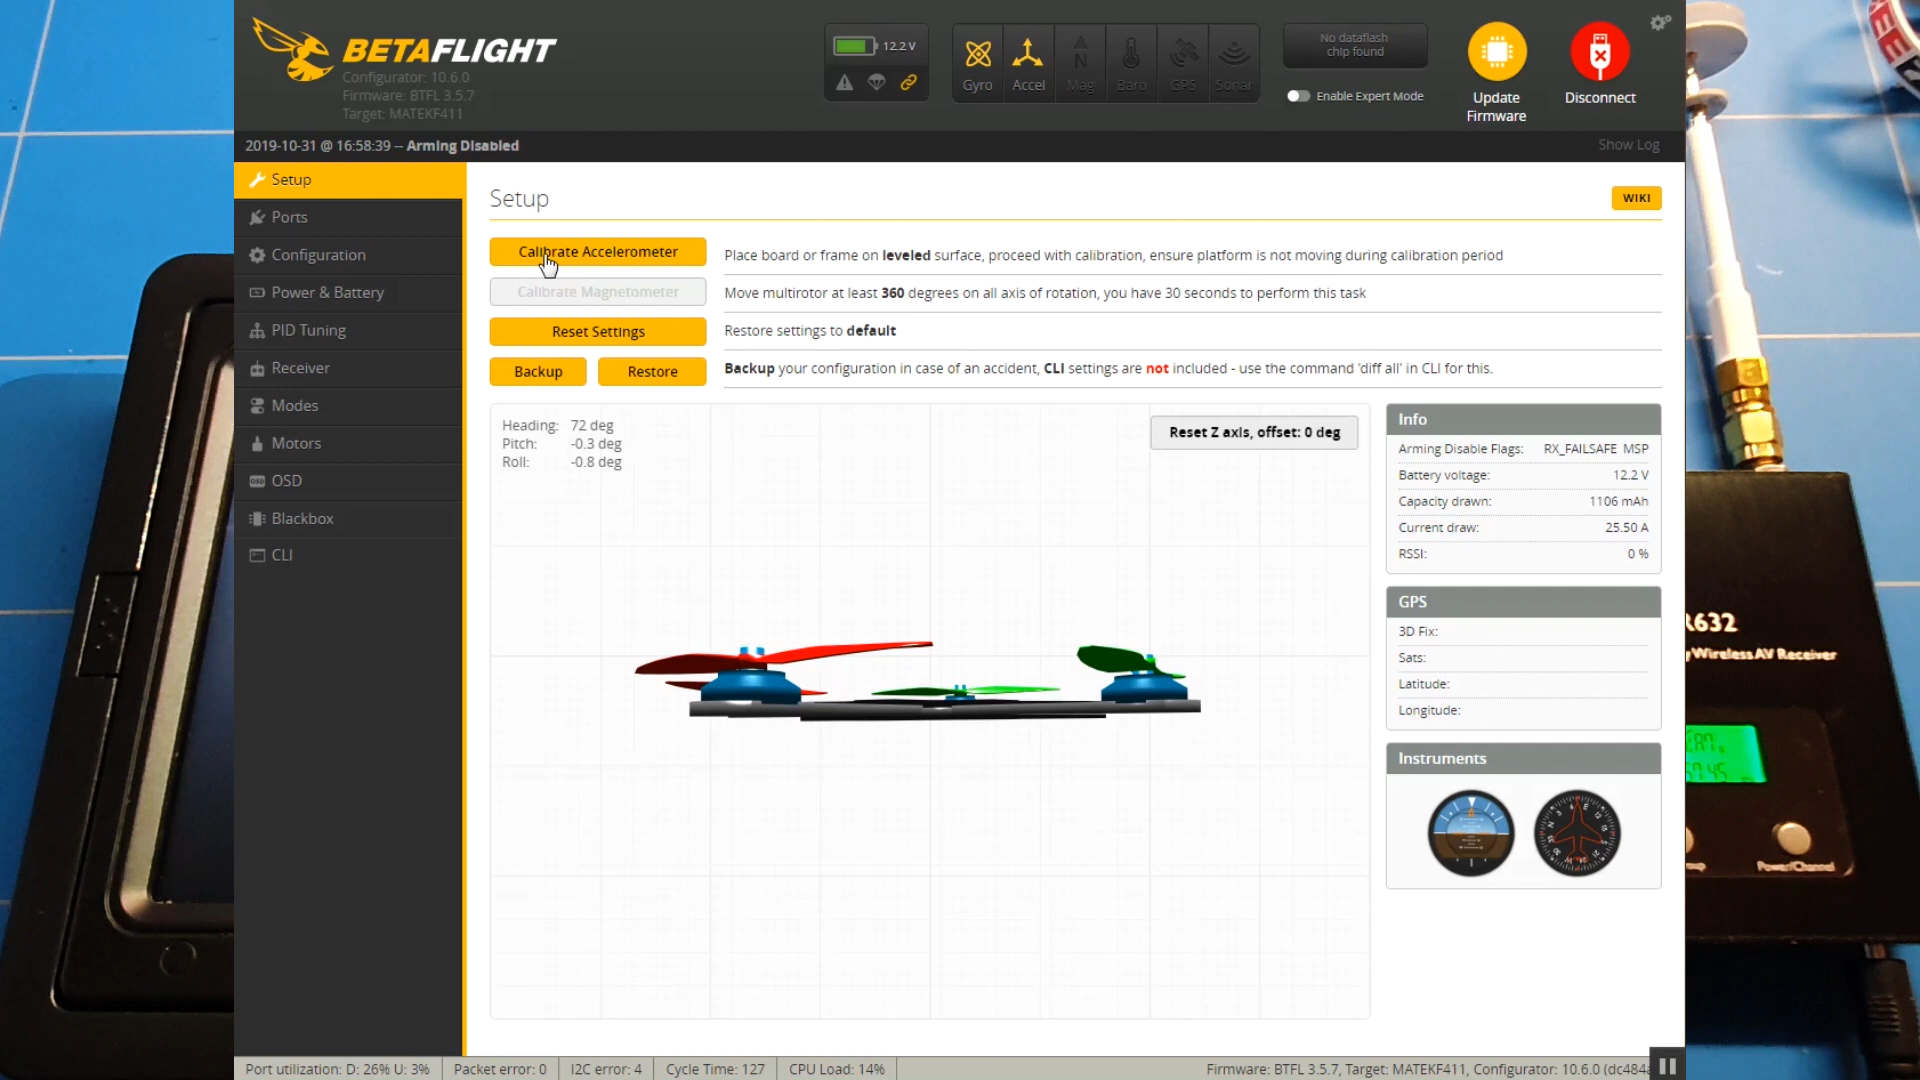 BETAFLIGHT
Configurator: 10.6.0
Firmware: BTFL 3.5.7
Target: MATEKF411
12.2 V
Gyro
Accel
Mag
Baro
GPS
Sonar
No dataflash
chip found
Enable Expert Mode
Update
Firmware
Disconnect
2019-10-31 @ 16:58:39 -- Arming Disabled
Show Log
Setup
Ports
Configuration
Power & Battery
PID Tuning
Receiver
Modes
Motors
OSD
Blackbox
CLI
Setup
WIKI
Calibrate Accelerometer
Place board or frame on leveled surface, proceed with calibration, ensure platform is not moving during calibration period
Calibrate Magnetometer
Move multirotor at least 360 degrees on all axis of rotation, you have 30 seconds to perform this task
Reset Settings
Restore settings to default
Backup
Restore
Backup your configuration in case of an accident, CLI settings are not included - use the command 'diff all' in CLI for this.
Heading: 72 deg
Pitch: -0.3 deg
Roll: -0.8 deg
Reset Z axis, offset: 0 deg
Info
Arming Disable Flags: RX_FAILSAFE MSP
Battery voltage: 12.2 V
Capacity drawn: 1106 mAh
Current draw: 25.50 A
RSSI: 0 %
GPS
3D Fix:
Sats:
Latitude:
Longitude:
Instruments
632
Wireless AV Receiver
Power/Channel
Port utilization: D: 26% U: 3%
Packet error: 0
I2C error: 4
Cycle Time: 127
CPU Load: 14%
Firmware: BTFL 3.5.7, Target: MATEKF411, Configurator: 10.6.0 (dc484a